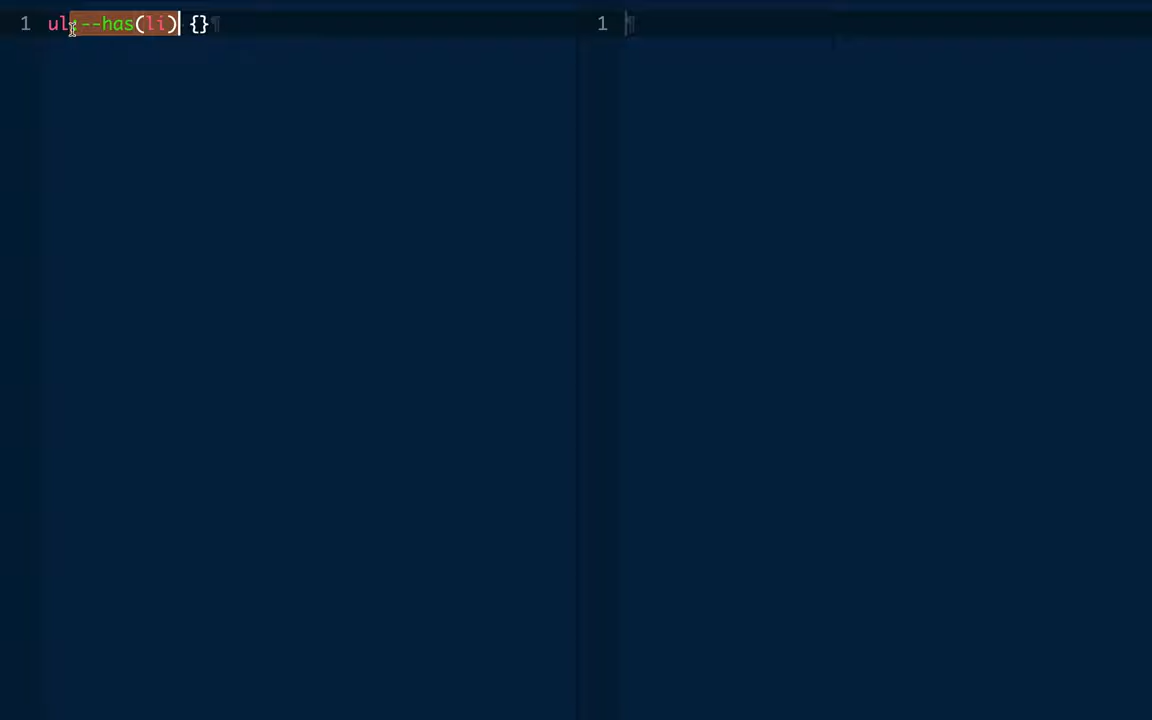 1 ul:--has(li) {}¶
1 ¶